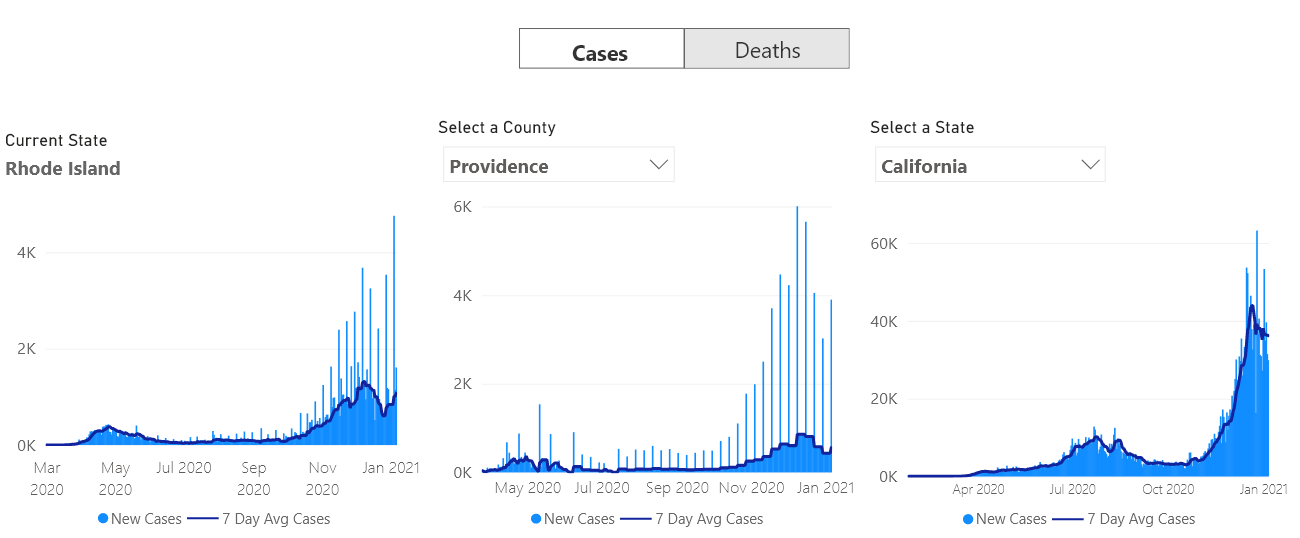 Cases Deaths
Current State
Rhode Island
4K
2K
0K
Mar 2020 May 2020 Jul 2020 Sep 2020 Nov 2020 Jan 2021
New Cases 7 Day Avg Cases
Select a County
Providence
6K
4K
2K
0K
May 2020 Jul 2020 Sep 2020 Nov 2020 Jan 2021
New Cases 7 Day Avg Cases
Select a State
California
60K
40K
20K
0K
Apr 2020 Jul 2020 Oct 2020 Jan 2021
New Cases 7 Day Avg Cases